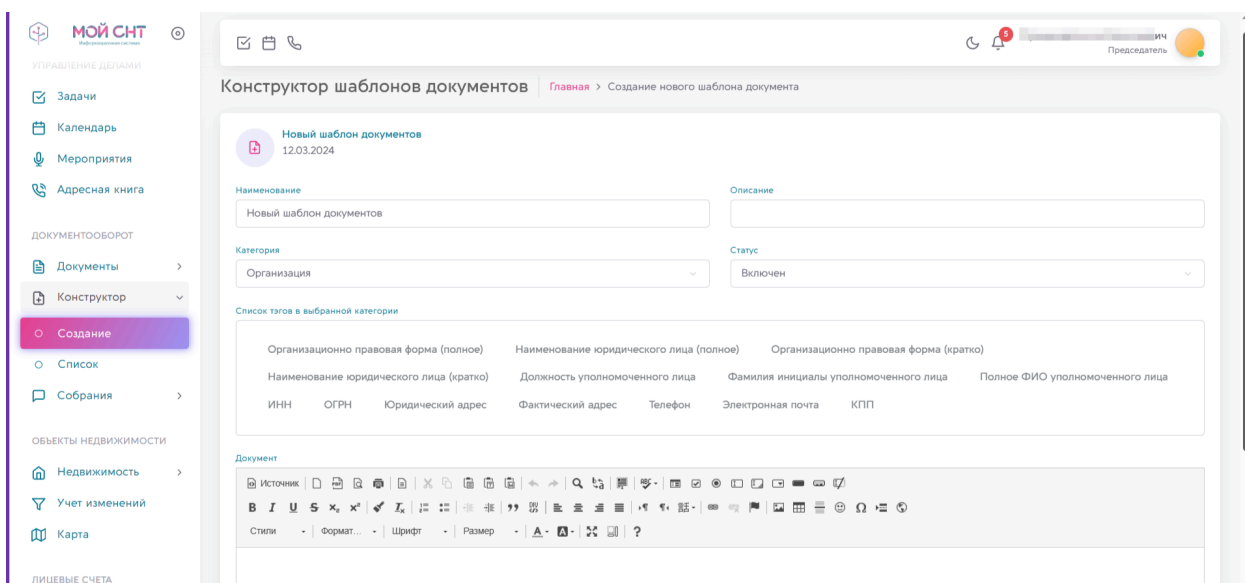 МОЙ СНТ
Информационная система
УПРАВЛЕНИЕ ДЕЛАМИ
Задачи
Календарь
Мероприятия
Адресная книга
ДОКУМЕНТООБОРОТ
Документы
Конструктор
Создание
Список
Собрания
ОБЪЕКТЫ НЕДВИЖИМОСТИ
Недвижимость
Учет изменений
Карта
ЛИЦЕВЫЕ СЧЕТА
5
ич
Председатель
Конструктор шаблонов документов
Главная > Создание нового шаблона документа
Новый шаблон документов
12.03.2024
Наименование
Новый шаблон документов
Описание
Категория
Организация
Статус
Включен
Список тэгов в выбранной категории
Организационно правовая форма (полное) Наименование юридического лица (полное) Организационно правовая форма (кратко)
Наименование юридического лица (кратко) Должность уполномоченного лица Фамилия инициалы уполномоченного лица Полное ФИО уполномоченного лица
ИНН ОГРН Юридический адрес Фактический адрес Телефон Электронная почта КПП
Документ
Источник
Стили Формат... Шрифт Размер